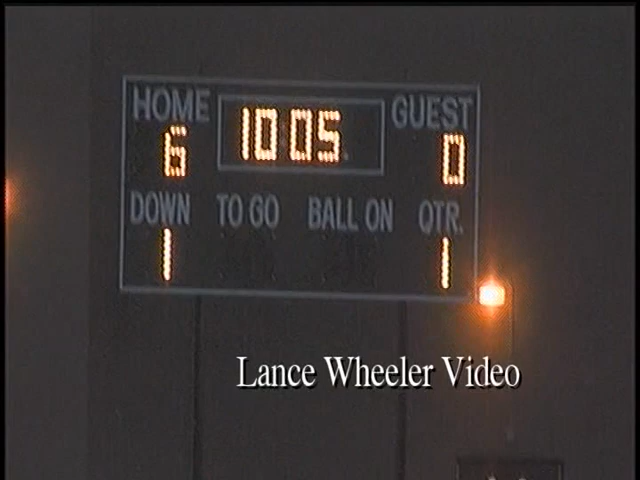 HOME 10:05 GUEST
6 0
DOWN TO GO BALL ON QTR.
1 1
Lance Wheeler Video